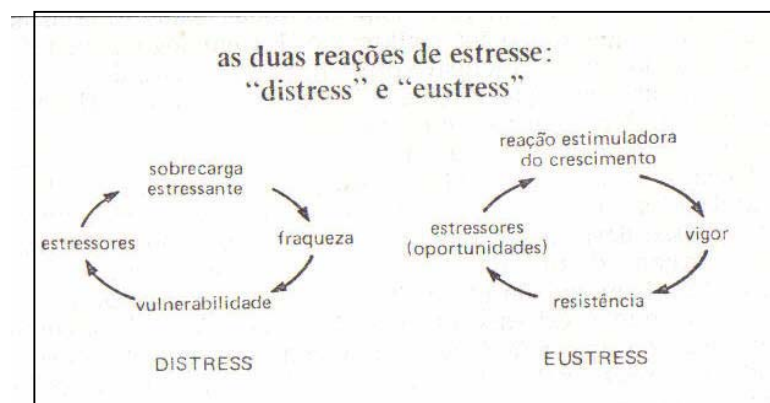 as duas reações de estresse:
“distress” e “eustress”
sobrecarga
estressante
estressores
fraqueza
vulnerabilidade
DISTRESS
reação estimuladora
do crescimento
estressores
(oportunidades)
vigor
resistência
EUSTRESS